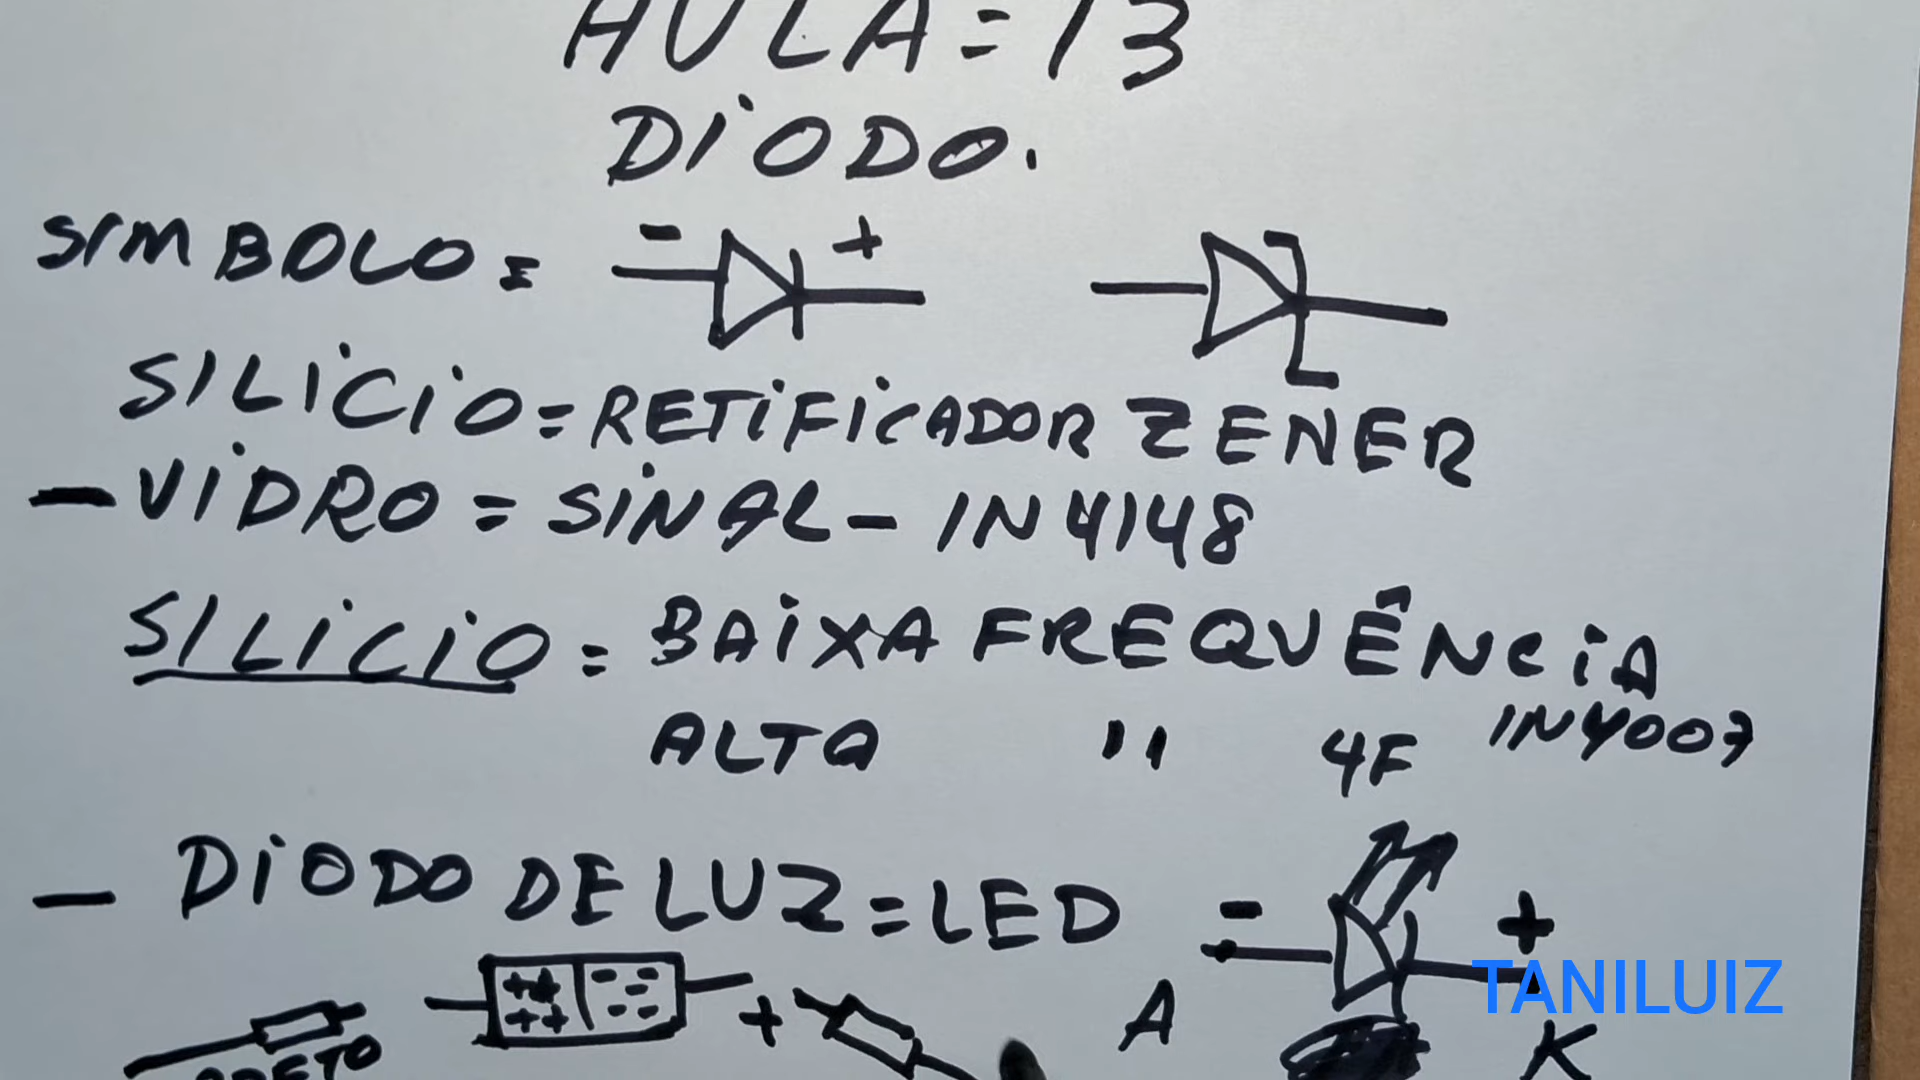 AULA = 13
DIODO.
SIMBOLO = - +
SILICIO = RETIFICADOR ZENER
- VIDRO = SINAL - 1N4148
SILICIO = BAIXA FREQUÊNCIA
ALTA " 4F 1N4007
- DIODO DE LUZ = LED - +
++ ++ -- -- -- -- + A K
PRETO
TANILUIZ